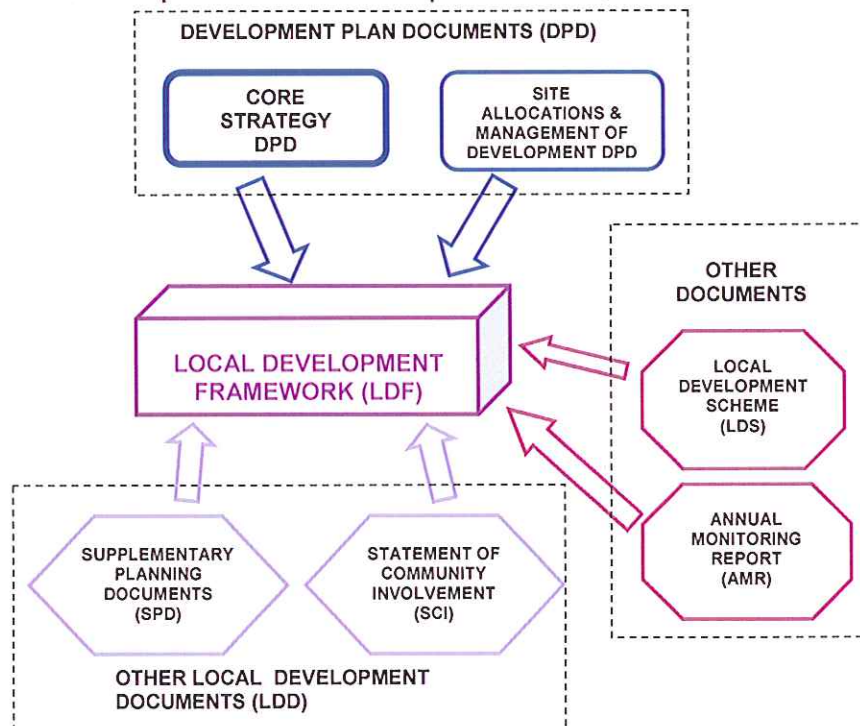 DEVELOPMENT PLAN DOCUMENTS (DPD)
CORE
STRATEGY
DPD
SITE
ALLOCATIONS &
MANAGEMENT OF
DEVELOPMENT DPD
OTHER
DOCUMENTS
LOCAL DEVELOPMENT
FRAMEWORK (LDF)
LOCAL
DEVELOPMENT
SCHEME
(LDS)
ANNUAL
MONITORING
REPORT
(AMR)
SUPPLEMENTARY
PLANNING
DOCUMENTS
(SPD)
STATEMENT OF
COMMUNITY
INVOLVEMENT
(SCI)
OTHER LOCAL DEVELOPMENT
DOCUMENTS (LDD)